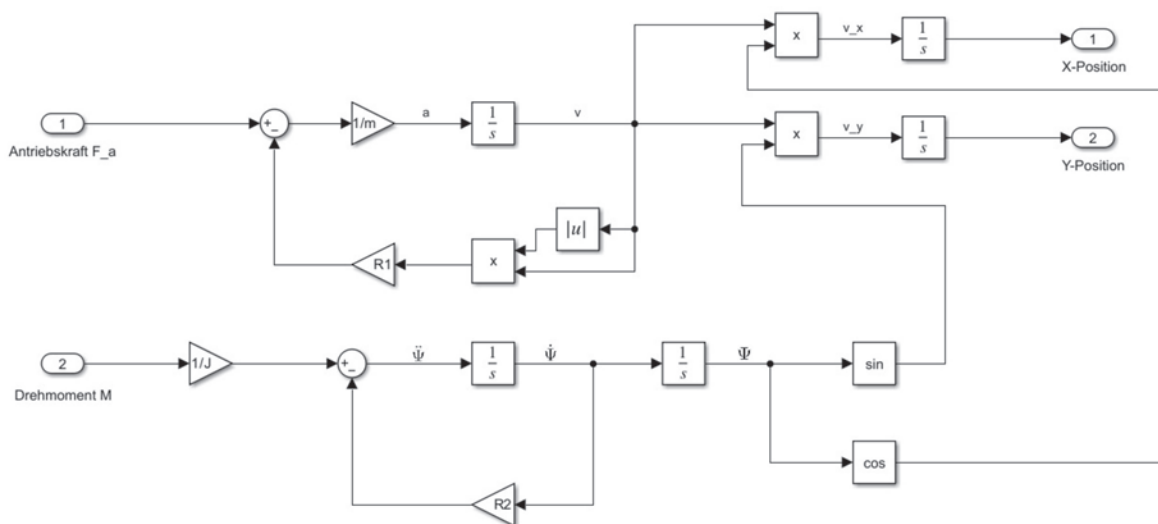 x
v_x
1
s
1
X-Position
1
Antriebskraft F_a
+
-
1/m
a
1
s
v
x
v_y
1
s
2
Y-Position
|u|
x
R1
2
Drehmoment M
1/J
+
-
Ψ̈
1
s
Ψ̇
1
s
Ψ
sin
cos
R2